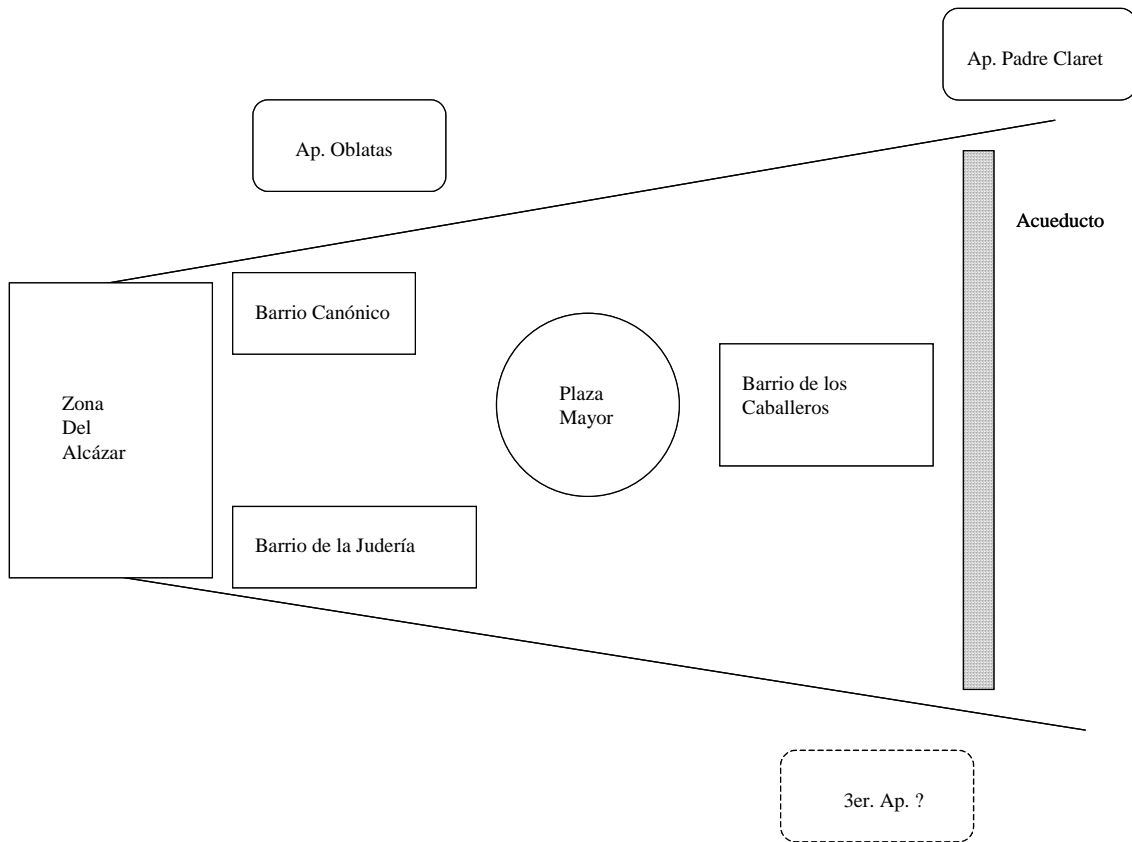 Ap. Padre Claret
Ap. Oblatas
Acueducto
Barrio Canónico
Zona
Del
Alcázar
Plaza
Mayor
Barrio de los
Caballeros
Barrio de la Judería
3er. Ap. ?